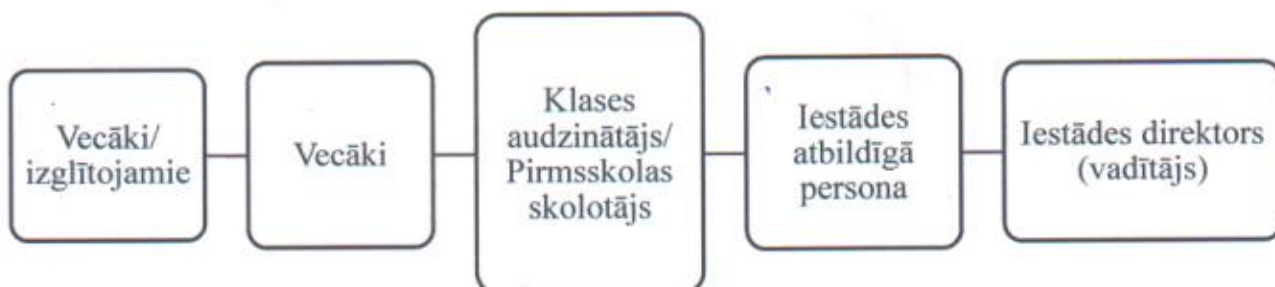 Vecāki/
izglītojamie
Vecāki
Klases
audzinātājs/
Pirmsskolas
skolotājs
Iestādes
atbildīgā
persona
Iestādes direktors
(vadītājs)